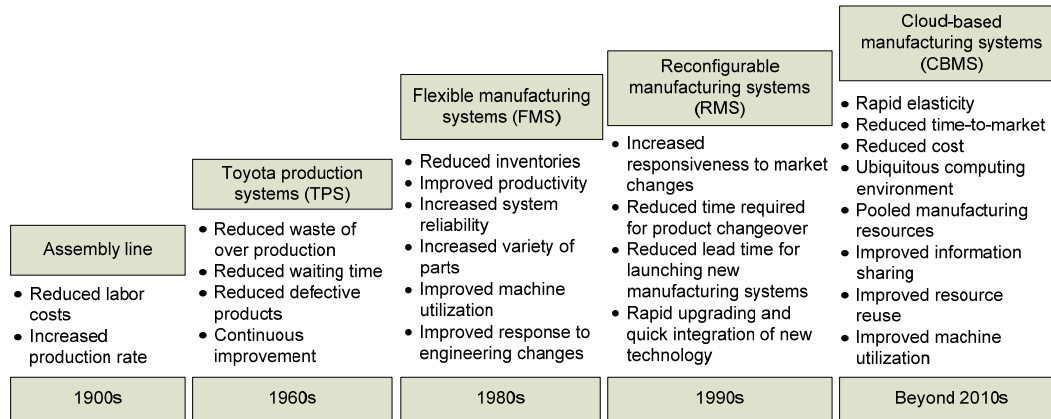 Assembly line
• Reduced labor
costs
• Increased
production rate
1900s
Toyota production
systems (TPS)
• Reduced waste of
over production
• Reduced waiting time
• Reduced defective
products
• Continuous
improvement
1960s
Flexible manufacturing
systems (FMS)
• Reduced inventories
• Improved productivity
• Increased system
reliability
• Increased variety of
parts
• Improved machine
utilization
• Improved response to
engineering changes
1980s
Reconfigurable
manufacturing systems
(RMS)
• Increased
responsiveness to market
changes
• Reduced time required
for product changeover
• Reduced lead time for
launching new
manufacturing systems
• Rapid upgrading and
quick integration of new
technology
1990s
Cloud-based
manufacturing systems
(CBMS)
• Rapid elasticity
• Reduced time-to-market
• Reduced cost
• Ubiquitous computing
environment
• Pooled manufacturing
resources
• Improved information
sharing
• Improved resource
reuse
• Improved machine
utilization
Beyond 2010s